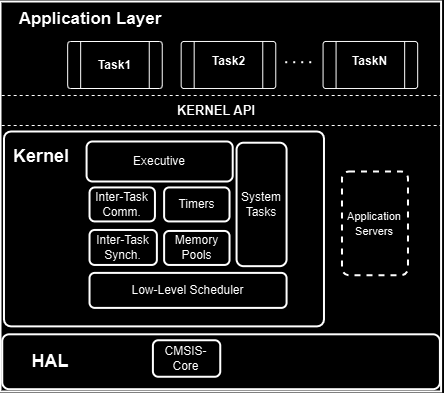 Application Layer
Task1
Task2
TaskN
KERNEL API
Kernel
Executive
Inter-Task
Comm.
Timers
System
Tasks
Inter-Task
Synch.
Memory
Pools
Low-Level Scheduler
Application
Servers
HAL
CMSIS-
Core